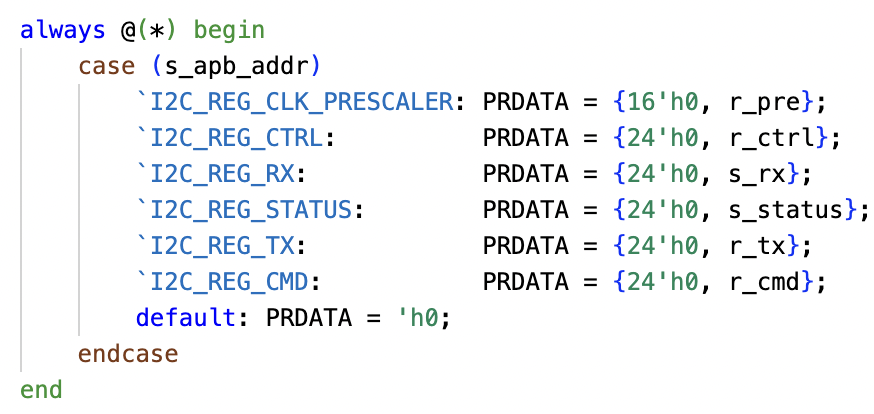 always @(*) begin
    case (s_apb_addr)
        `I2C_REG_CLK_PRESCALER: PRDATA = {16'h0, r_pre};
        `I2C_REG_CTRL:          PRDATA = {24'h0, r_ctrl};
        `I2C_REG_RX:            PRDATA = {24'h0, s_rx};
        `I2C_REG_STATUS:        PRDATA = {24'h0, s_status};
        `I2C_REG_TX:            PRDATA = {24'h0, r_tx};
        `I2C_REG_CMD:           PRDATA = {24'h0, r_cmd};
        default: PRDATA = 'h0;
    endcase
end